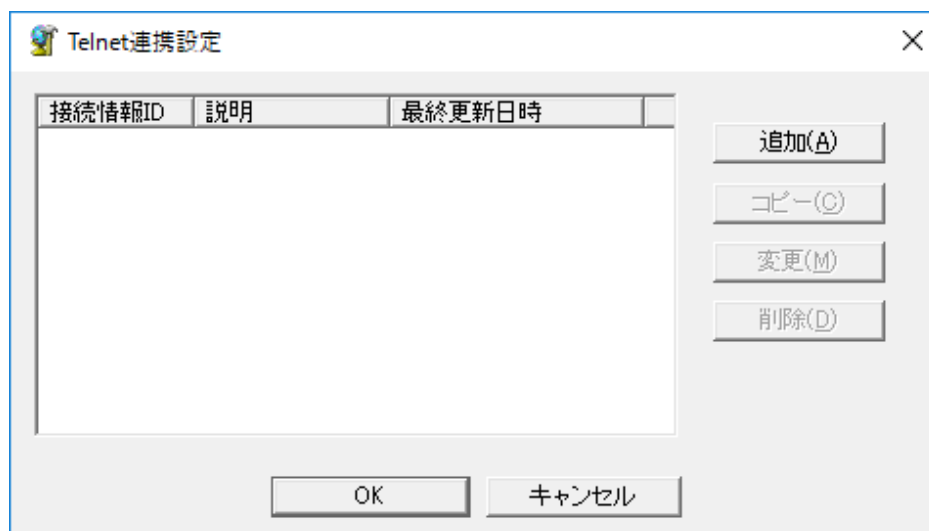 Telnet連携設定
接続情報ID 説明 最終更新日時
追加(A)
コピー(C)
変更(M)
削除(D)
OK キャンセル